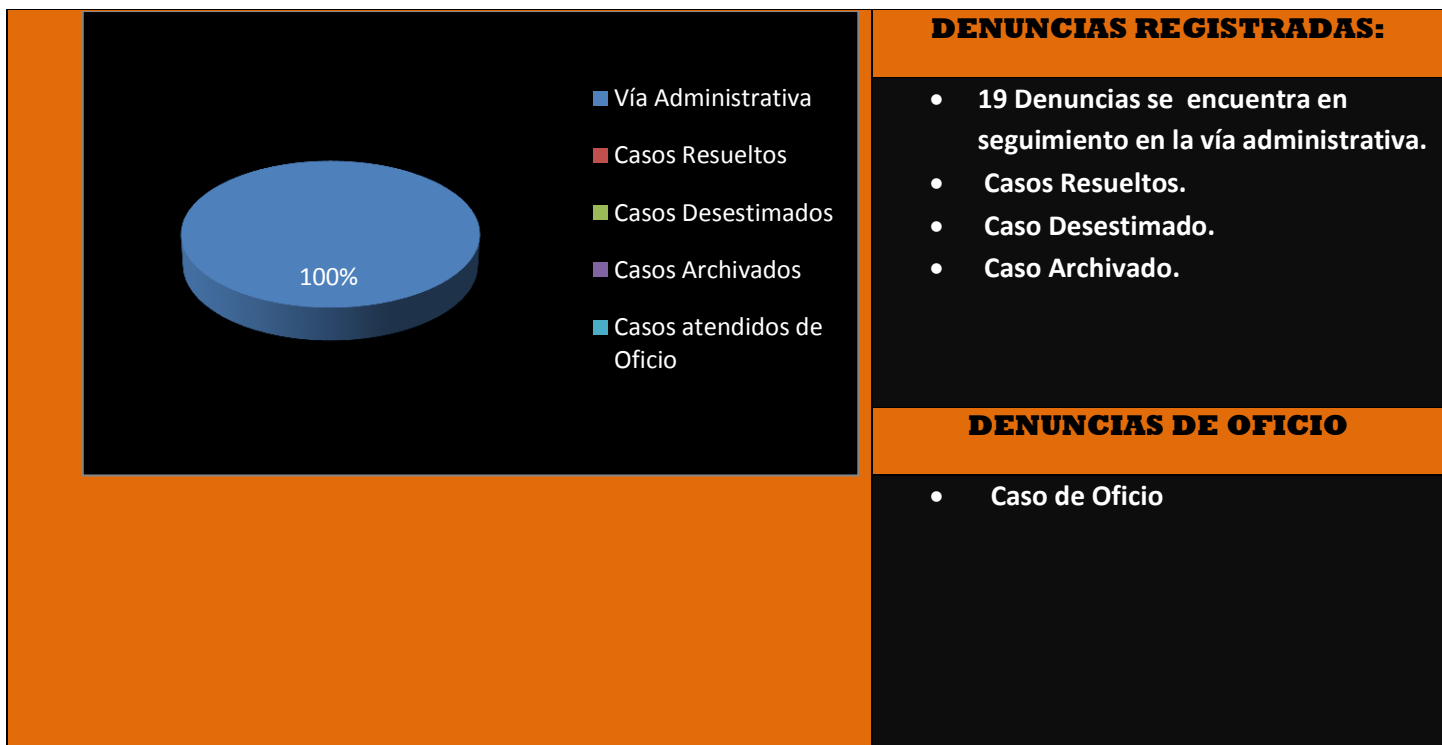 100%
Vía Administrativa
Casos Resueltos
Casos Desestimados
Casos Archivados
Casos atendidos de
Oficio
DENUNCIAS REGISTRADAS:
• 19 Denuncias se encuentra en
seguimiento en la vía administrativa.
• Casos Resueltos.
• Caso Desestimado.
• Caso Archivado.
DENUNCIAS DE OFICIO
• Caso de Oficio